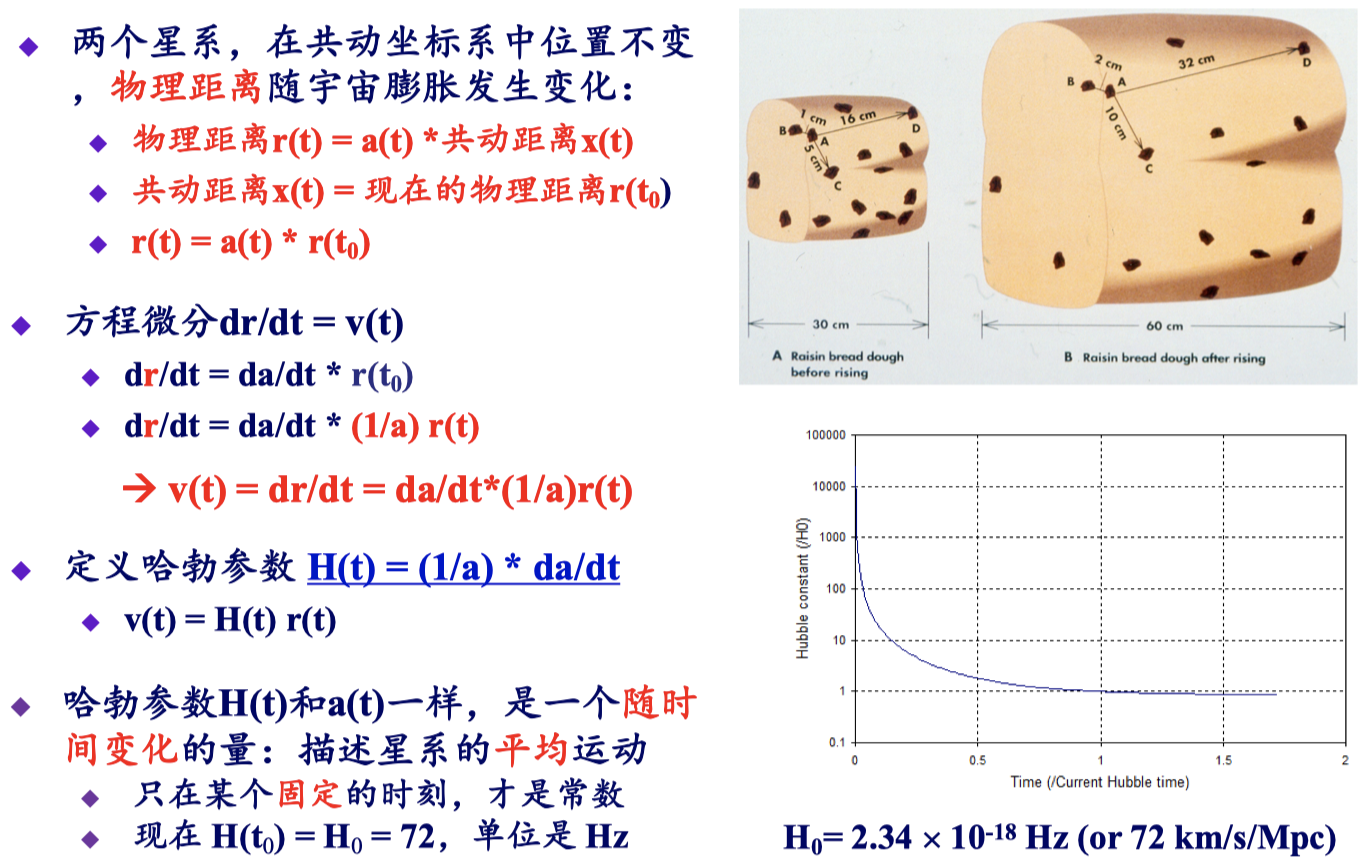 ◆ 两个星系，在共动坐标系中位置不变
，物理距离随宇宙膨胀发生变化：
◆ 物理距离r(t) = a(t) *共动距离x(t)
◆ 共动距离x(t) = 现在的物理距离r(t₀)
◆ r(t) = a(t) * r(t₀)
◆ 方程微分dr/dt = v(t)
◆ dr/dt = da/dt * r(t₀)
◆ dr/dt = da/dt * (1/a) r(t)
→ v(t) = dr/dt = da/dt*(1/a)r(t)
◆ 定义哈勃参数 H(t) = (1/a) * da/dt
◆ v(t) = H(t) r(t)
◆ 哈勃参数H(t)和a(t)一样，是一个随时
间变化的量：描述星系的平均运动
◆ 只在某个固定的时刻，才是常数
◆ 现在 H(t₀) = H₀ = 72，单位是 Hz
1 cm
16 cm
B
A
D
5 cm
C
30 cm
A Raisin bread dough
before rising
2 cm
32 cm
B
A
D
10 cm
C
60 cm
B Raisin bread dough after rising
Hubble constant (/H0)
100000
10000
1000
100
10
1
0.1
0
0.5
1
1.5
2
Time (/Current Hubble time)
H₀= 2.34 × 10⁻¹⁸ Hz (or 72 km/s/Mpc)